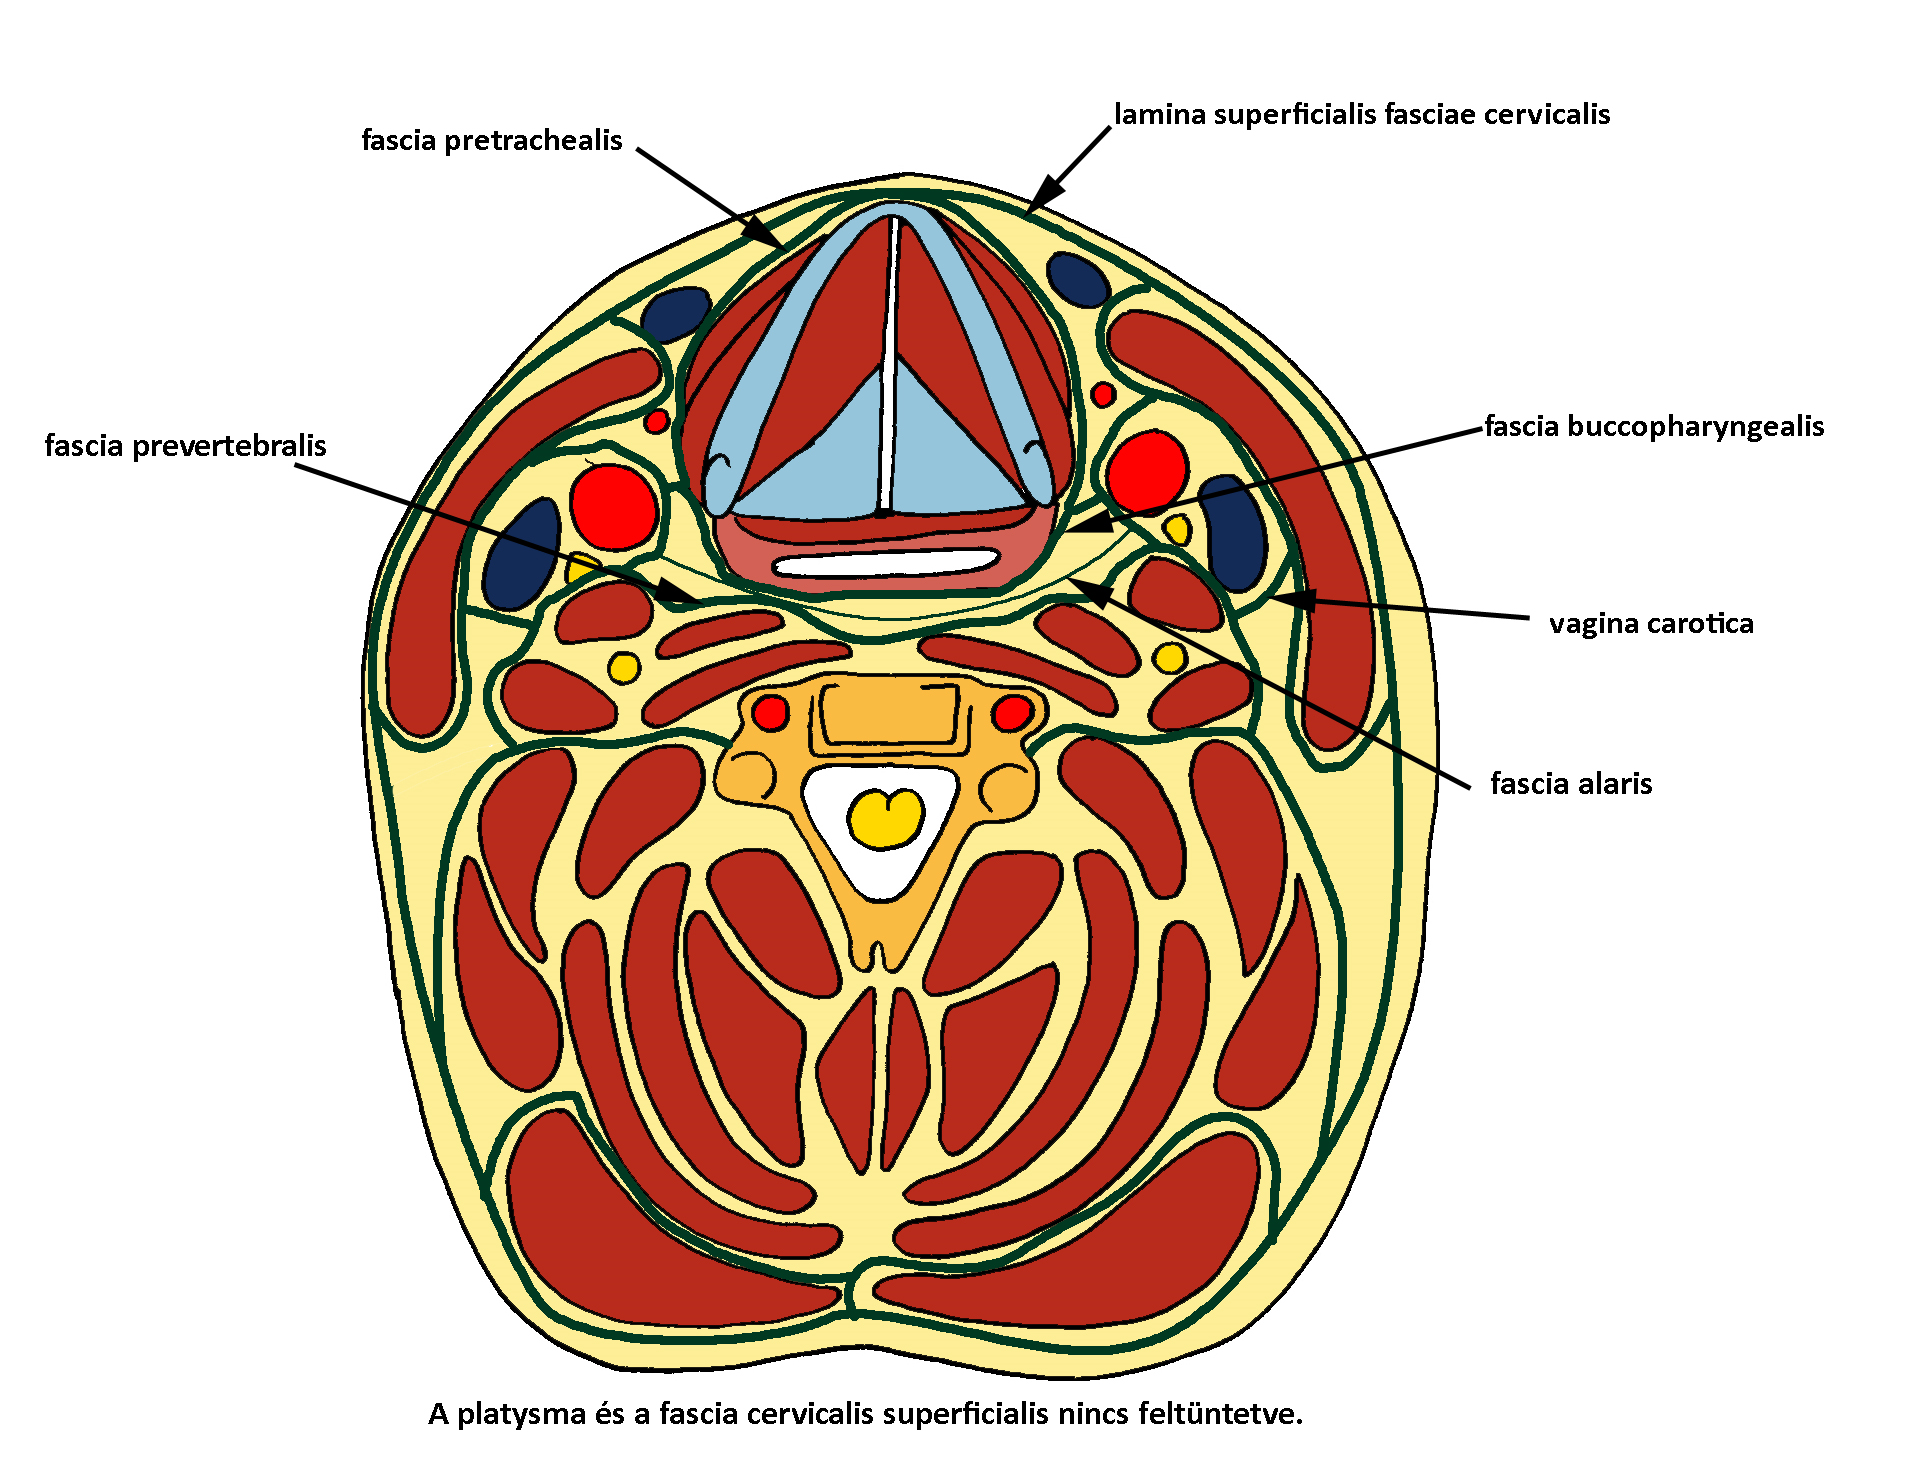 lamina superficialis fasciae cervicalis
fascia pretrachealis
fascia buccopharyngealis
fascia prevertebralis
vagina carotica
fascia alaris
A platysma és a fascia cervicalis superficialis nincs feltüntetve.